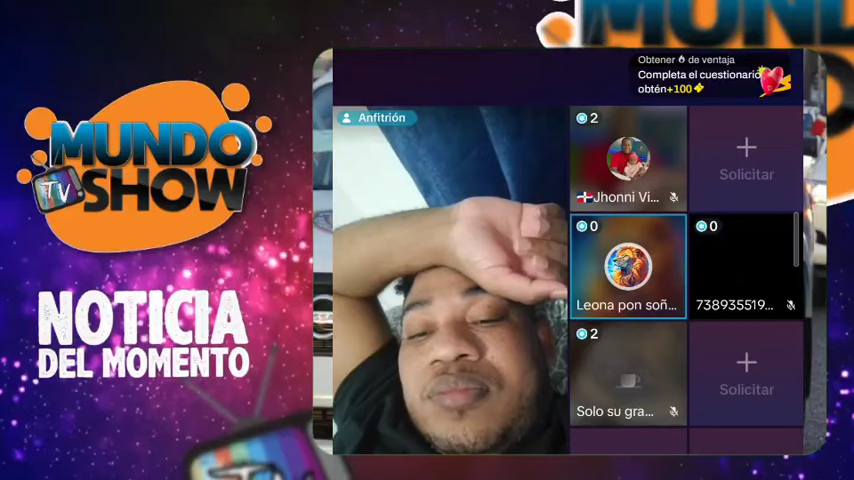 MUNDO
TV SHOW
NOTICIA
DEL MOMENTO
Obtener de ventaja
Completa el cuestionario
obtén+100
Anfitrión
2
Jhonni Vi...
Solicitar
0
Leona pon soñ...
0
738935519...
2
Solo su gra...
Solicitar